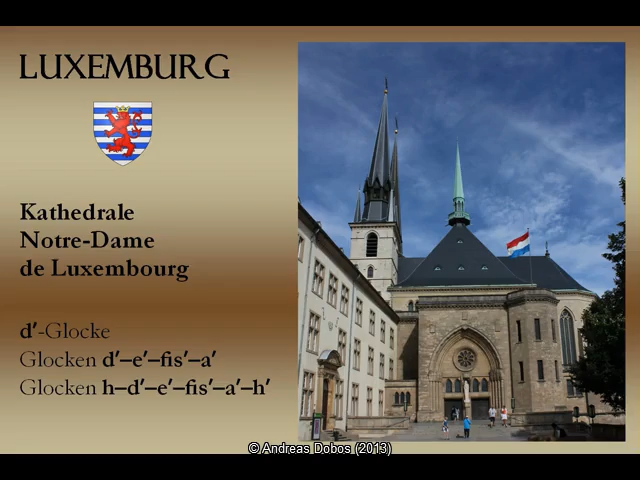 LUXEMBURG
Kathedrale
Notre-Dame
de Luxembourg
d′-Glocke
Glocken d′–e′–fis′–a′
Glocken h–d′–e′–fis′–a′–h′
©Andreas Dobos (2013)